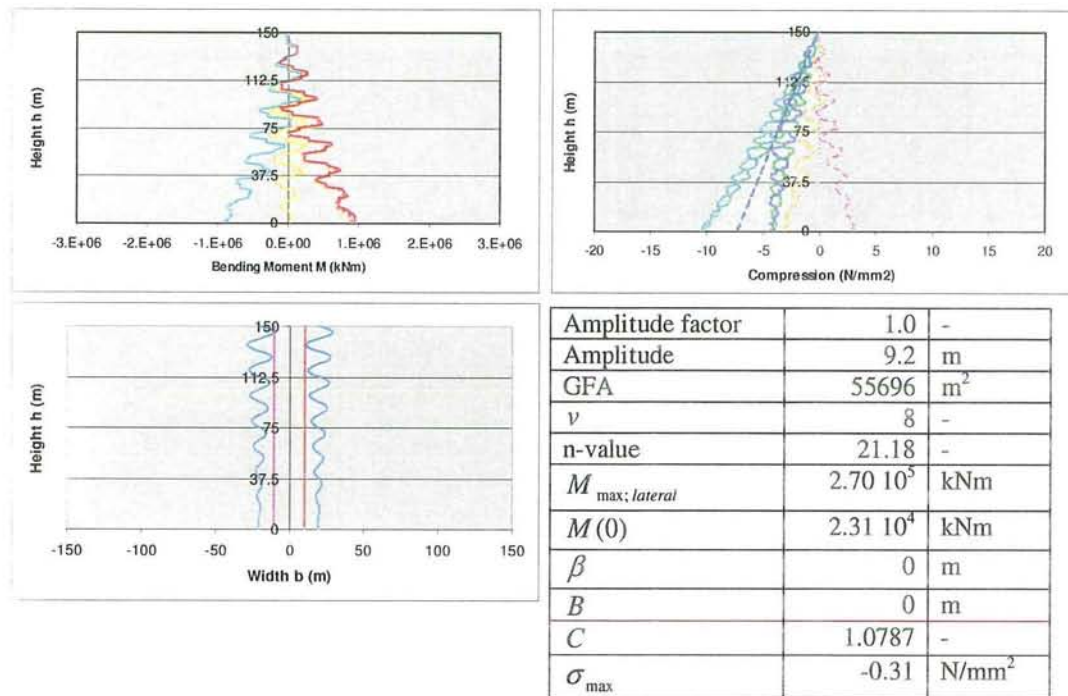 150
112.5
75
37.5
0
Height h (m)
-3.E+06 -2.E+06 -1.E+06 0.E+00 1.E+06 2.E+06 3.E+06
Bending Moment M (kNm)
150
112.5
75
37.5
0
Height h (m)
-20 -15 -10 -5 0 5 10 15 20
Compression (N/mm2)
150
112.5
75
37.5
0
Height h (m)
-150 -100 -50 0 50 100 150
Width b (m)
Amplitude factor 1.0 -
Amplitude 9.2 m
GFA 55696 m²
ν 8 -
n-value 21.18 -
M max; lateral 2.70 10⁵ kNm
M(0) 2.31 10⁴ kNm
β 0 m
B 0 m
C 1.0787 -
σ max -0.31 N/mm²